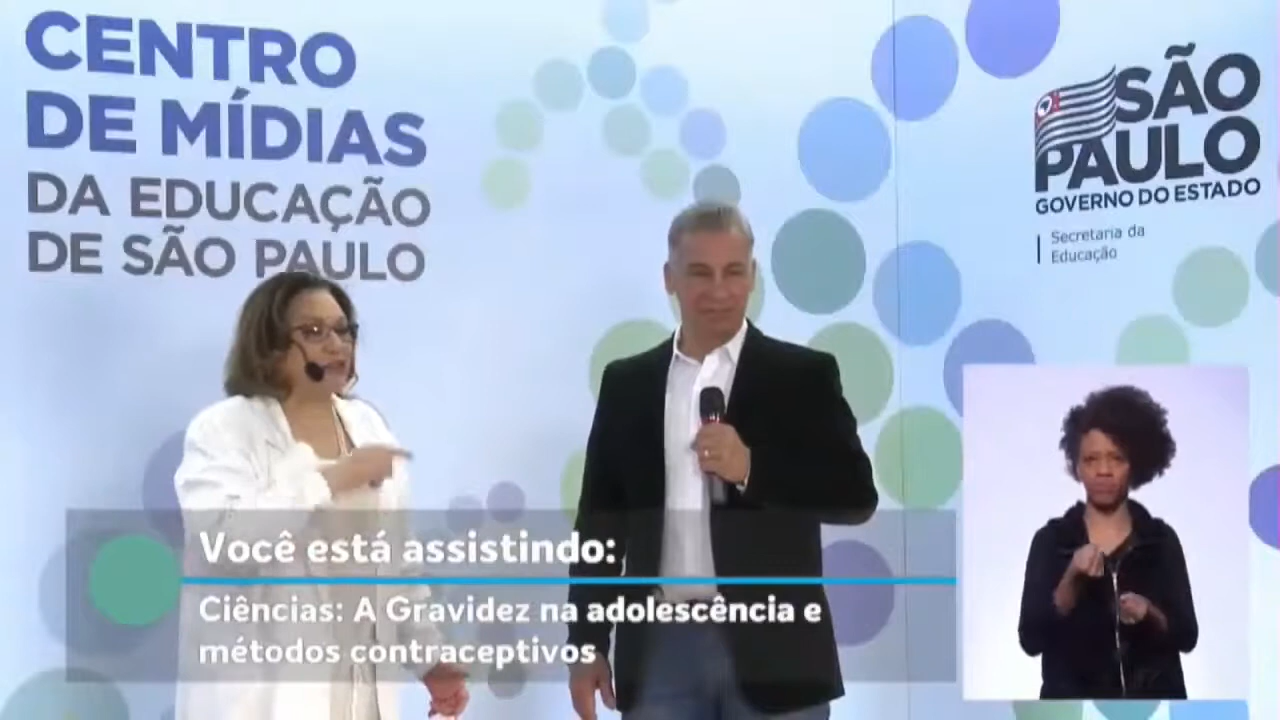 CENTRO
DE MÍDIAS
DA EDUCAÇÃO
DE SÃO PAULO
SÃO
PAULO
GOVERNO DO ESTADO
Secretaria da
Educação
Você está assistindo:
Ciências: A Gravidez na adolescência e
métodos contraceptivos